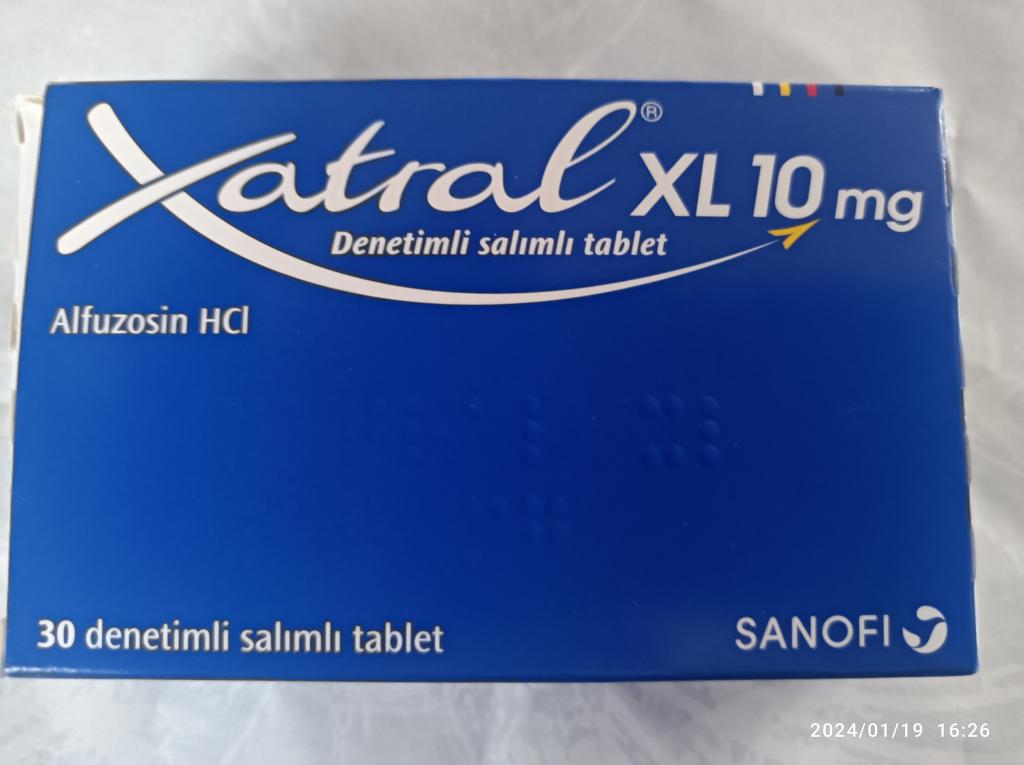 Xatral® XL 10 mg
Denetimli salımlı tablet
Alfuzosin HCl
30 denetimli salımlı tablet
SANOFI
2024/01/19 16:26